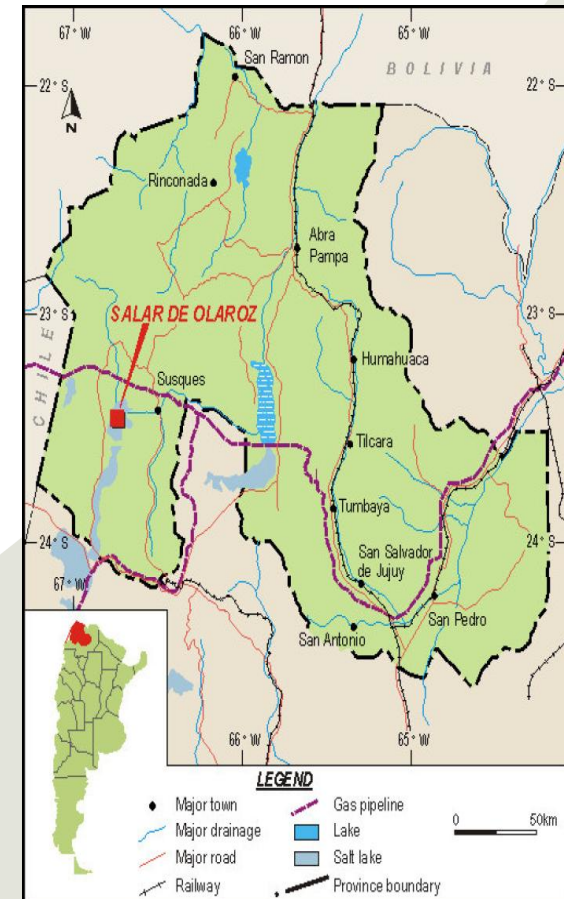 67° W
66° W
65° W
San Ramon
BOLIVIA
22° S
22° S
N
Rinconada
Abra
Pampa
23° S
23° S
SALAR DE OLAROZ
CHILE
Humahuaca
Susques
Tilcara
Tumbaya
24° S
24° S
San Salvador
de Jujuy
67° W
San Pedro
San Antonio
66° W
65° W
LEGEND
Major town
Gas pipeline
Major drainage
Lake
0 50km
Major road
Salt lake
Railway
Province boundary